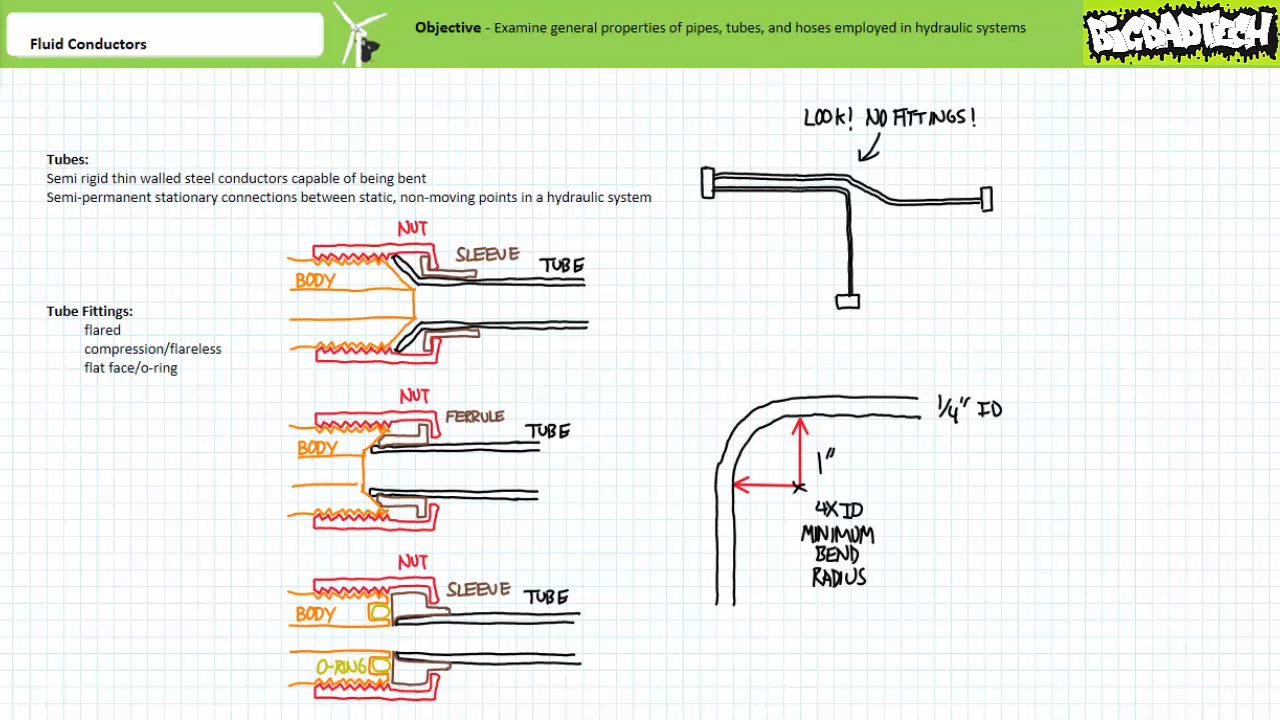 Fluid Conductors
Objective - Examine general properties of pipes, tubes, and hoses employed in hydraulic systems
BIGBADTECH
LOOK! NO FITTINGS!
Tubes:
Semi rigid thin walled steel conductors capable of being bent
Semi-permanent stationary connections between static, non-moving points in a hydraulic system
NUT
SLEEVE
TUBE
BODY
Tube Fittings:
flared
compression/flareless
flat face/o-ring
NUT
FERRULE
TUBE
BODY
1/4" ID
1"
4X ID
MINIMUM
BEND
RADIUS
NUT
SLEEVE
TUBE
BODY
O-RING